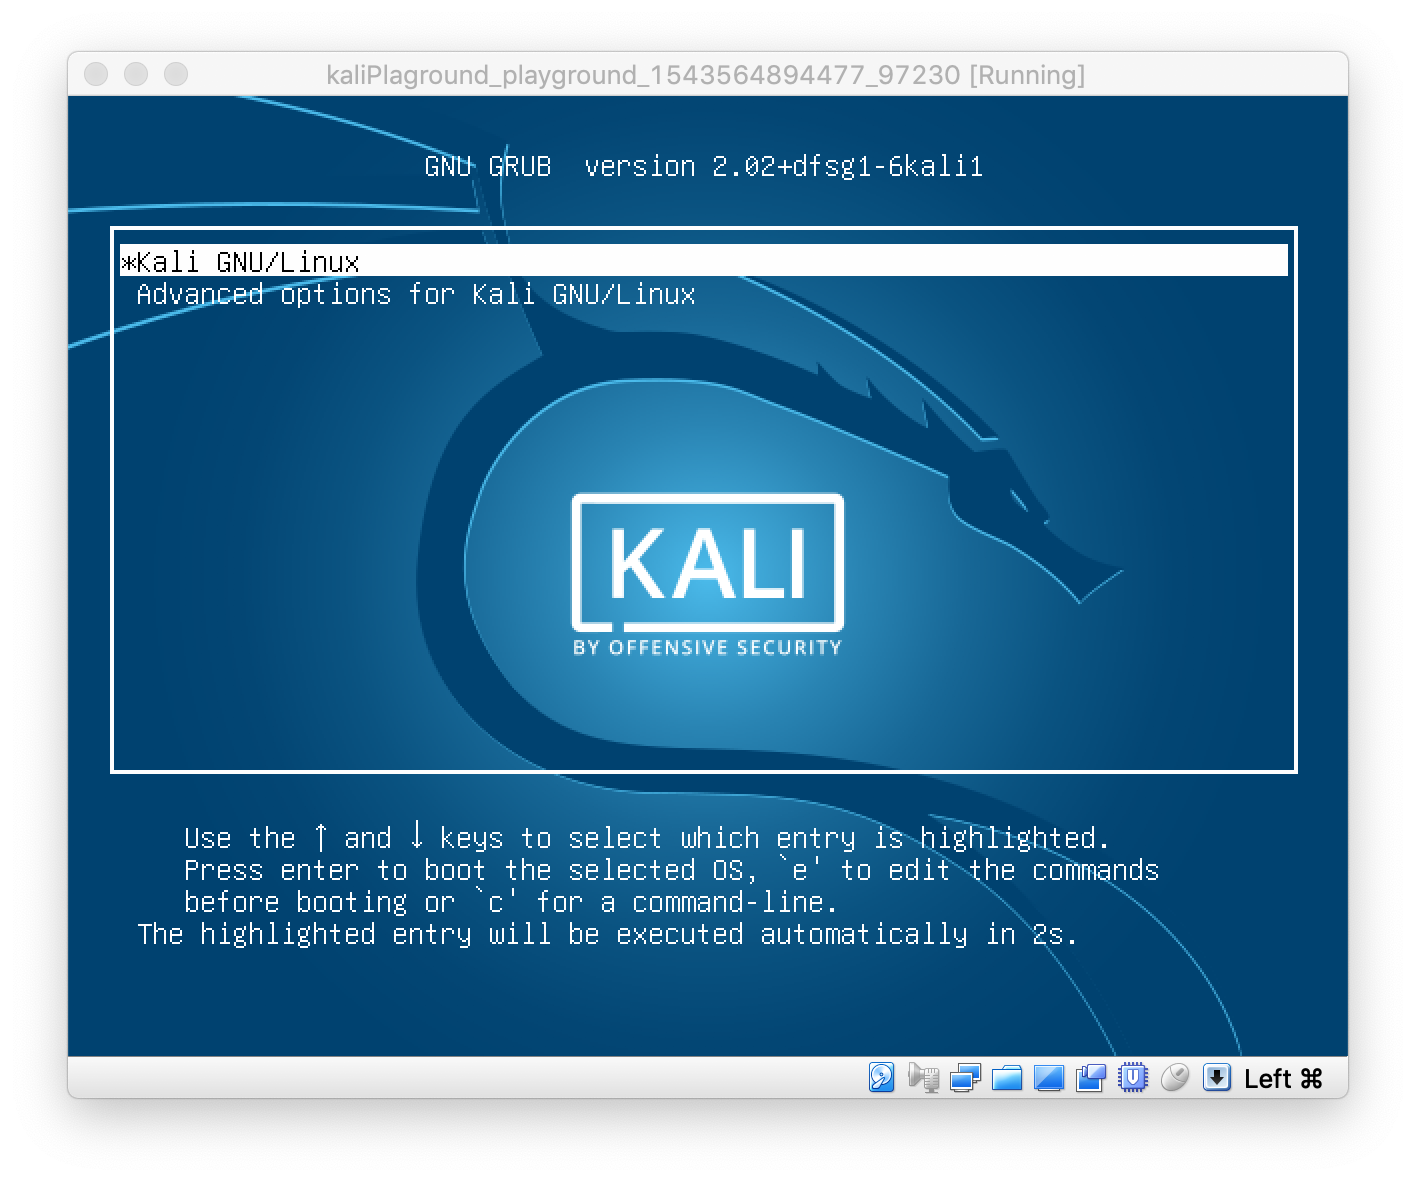 kaliPlaground_playground_1543564894477_97230 [Running]
GNU GRUB  version 2.02+dfsg1-6kali1
*Kali GNU/Linux
Advanced options for Kali GNU/Linux
KALI
BY OFFENSIVE SECURITY
Use the ↑ and ↓ keys to select which entry is highlighted.
Press enter to boot the selected OS, `e' to edit the commands
before booting or `c' for a command-line.
The highlighted entry will be executed automatically in 2s.
Left ⌘